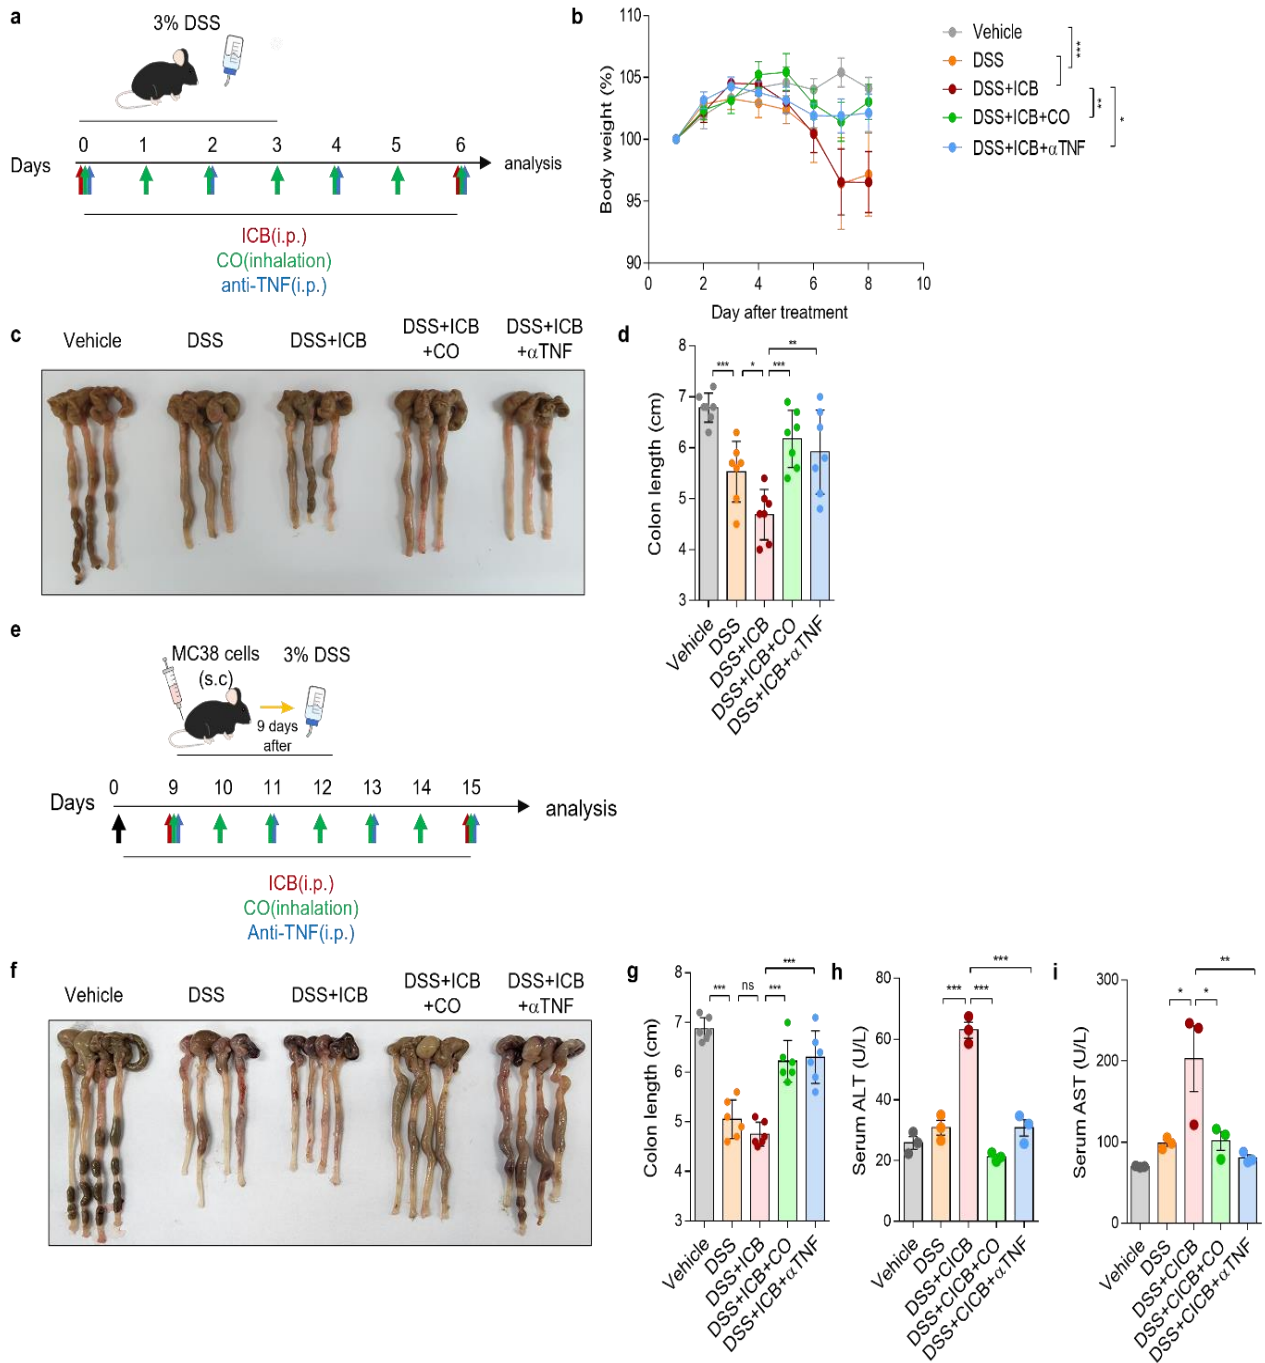 a
3% DSS
Days
0 1 2 3 4 5 6
analysis
ICB(i.p.)
CO(inhalation)
anti-TNF(i.p.)
b
Body weight (%)
110
105
100
95
90
0 2 4 6 8 10
Day after treatment
Vehicle
DSS
DSS+ICB
DSS+ICB+CO
DSS+ICB+αTNF
***
**
*
c
Vehicle
DSS
DSS+ICB
DSS+ICB
+CO
DSS+ICB
+αTNF
d
Colon length (cm)
8
7
6
5
4
3
**
*** * ***
Vehicle
DSS
DSS+ICB
DSS+ICB+CO
DSS+ICB+αTNF
e
MC38 cells
(s.c)
3% DSS
9 days
after
Days
0 9 10 11 12 13 14 15
analysis
ICB(i.p.)
CO(inhalation)
Anti-TNF(i.p.)
f
Vehicle
DSS
DSS+ICB
DSS+ICB
+CO
DSS+ICB
+αTNF
g
Colon length (cm)
8
7
6
5
4
3
***
*** ns ***
Vehicle
DSS
DSS+ICB
DSS+ICB+CO
DSS+ICB+αTNF
h
Serum ALT (U/L)
80
60
40
20
0
***
*** ***
Vehicle
DSS
DSS+CICB
DSS+CICB+CO
DSS+CICB+αTNF
i
Serum AST (U/L)
300
200
100
0
**
* *
Vehicle
DSS
DSS+CICB
DSS+CICB+CO
DSS+CICB+αTNF